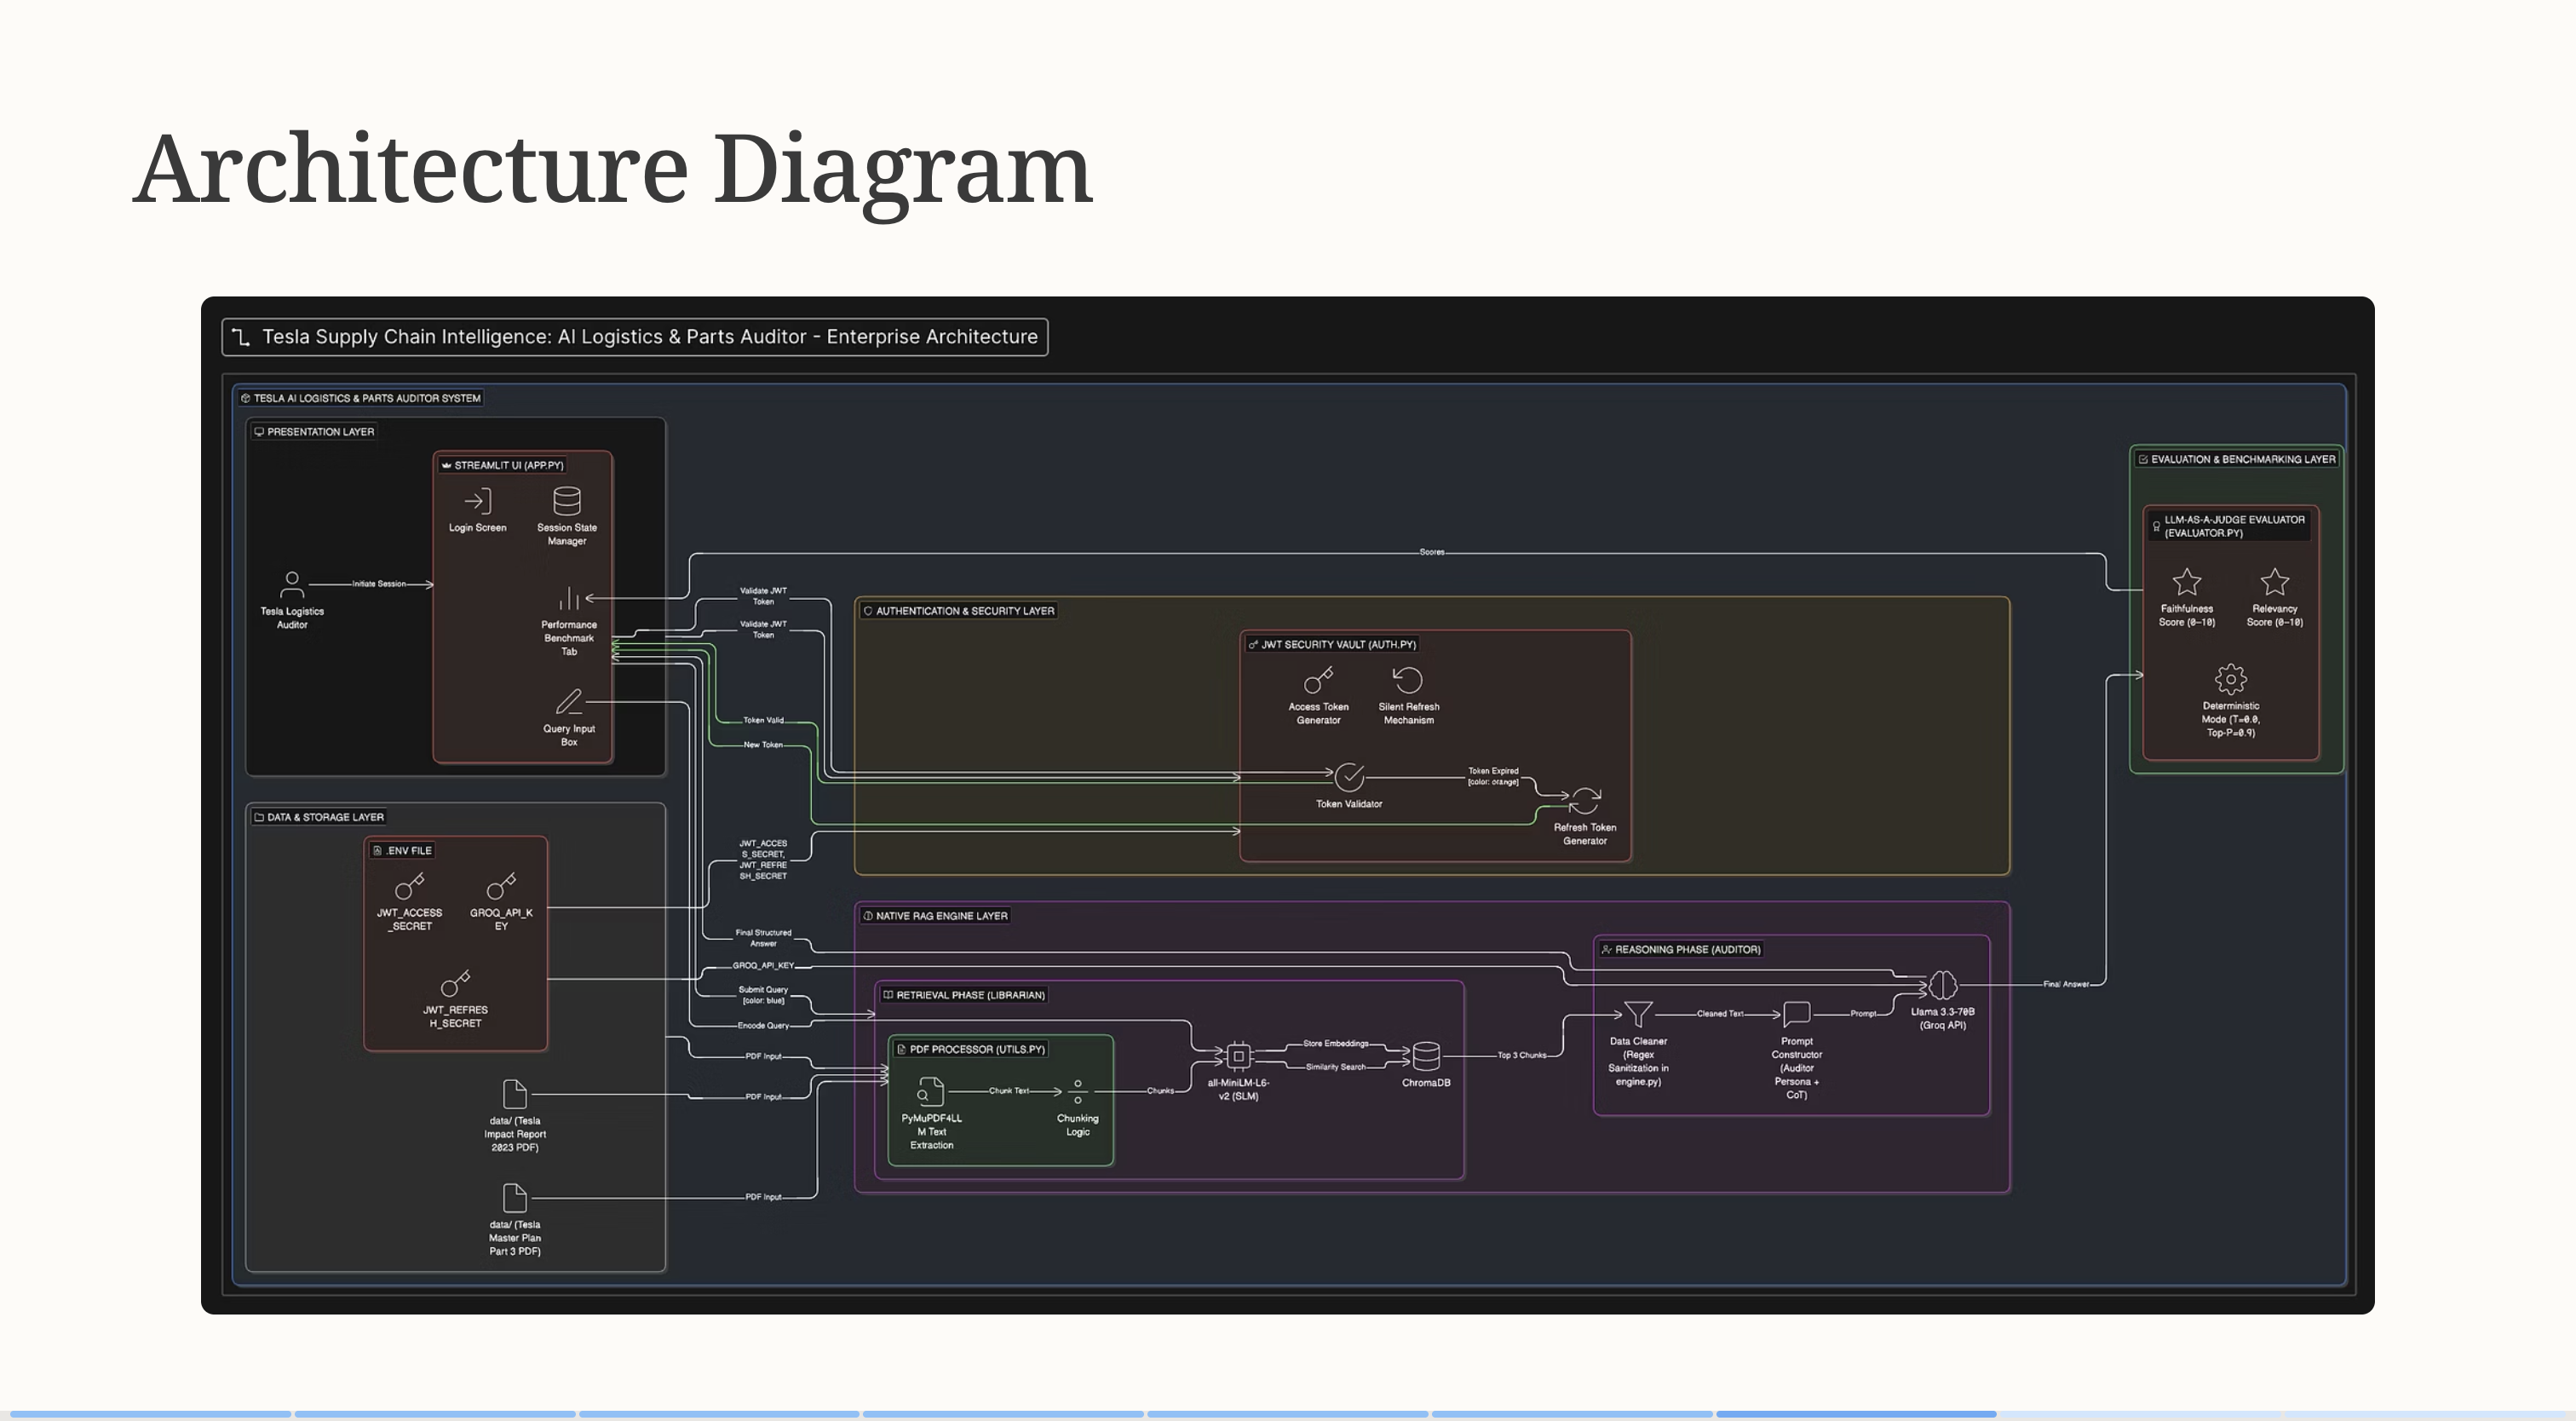 Architecture Diagram
Tesla Supply Chain Intelligence: AI Logistics & Parts Auditor - Enterprise Architecture
TESLA AI LOGISTICS & PARTS AUDITOR SYSTEM
PRESENTATION LAYER
STREAMLIT UI (APP.PY)
Login Screen
Session State
Manager
Tesla Logistics
Auditor
Initiate Session
Performance
Benchmark
Tab
Query Input
Box
DATA & STORAGE LAYER
.ENV FILE
JWT_ACCESS
_SECRET
GROQ_API_K
EY
JWT_REFRES
H_SECRET
data/ (Tesla
Impact Report
2023 PDF)
data/ (Tesla
Master Plan
Part 3 PDF)
Scores
Validate JWT
Token
Validate JWT
Token
Token Valid
New Token
JWT_ACCES
S_SECRET,
JWT_REFRE
SH_SECRET
Final Structured
Answer
GROQ_API_KEY
Submit Query
[color: blue]
Encode Query
PDF Input
PDF Input
PDF Input
AUTHENTICATION & SECURITY LAYER
JWT SECURITY VAULT (AUTH.PY)
Access Token
Generator
Silent Refresh
Mechanism
Token Validator
Token Expired
[color: orange]
Refresh Token
Generator
NATIVE RAG ENGINE LAYER
RETRIEVAL PHASE (LIBRARIAN)
PDF PROCESSOR (UTILS.PY)
PyMuPDF4LL
M Text
Extraction
Chunk Text
Chunking
Logic
Chunks
all-MiniLM-L6-
v2 (SLM)
Store Embeddings
Similarity Search
ChromaDB
Top 3 Chunks
REASONING PHASE (AUDITOR)
Data Cleaner
(Regex
Sanitization in
engine.py)
Cleaned Text
Prompt
Constructor
(Auditor
Persona +
CoT)
Prompt
Llama 3.3-70B
(Groq API)
Final Answer
EVALUATION & BENCHMARKING LAYER
LLM-AS-A-JUDGE EVALUATOR
(EVALUATOR.PY)
Faithfulness
Score (0–10)
Relevancy
Score (0–10)
Deterministic
Mode (T=0.0,
Top-P=0.9)